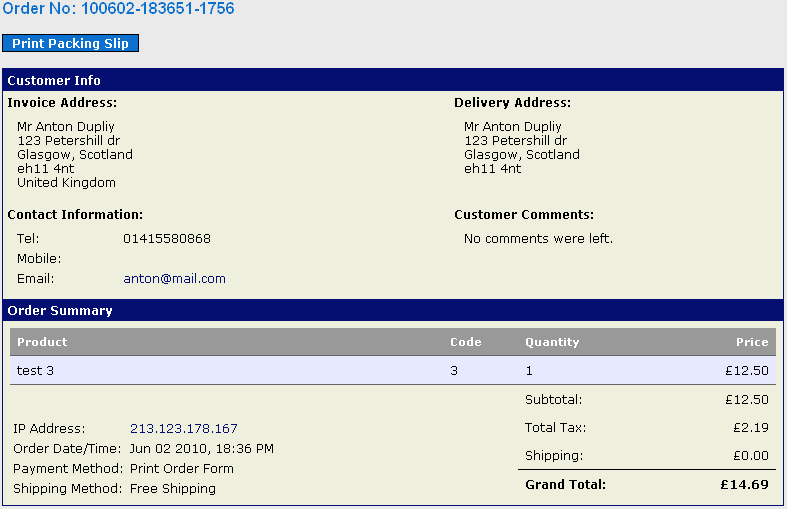 Order No: 100602-183651-1756
Print Packing Slip
Customer Info
Invoice Address:
Mr Anton Dupliy
123 Petershill dr
Glasgow, Scotland
eh11 4nt
United Kingdom
Delivery Address:
Mr Anton Dupliy
123 Petershill dr
Glasgow, Scotland
eh11 4nt
Contact Information:
Tel: 01415580868
Mobile:
Email: anton@mail.com
Customer Comments:
No comments were left.
Order Summary
Product Code Quantity Price
test 3 3 1 £12.50
Subtotal: £12.50
Total Tax: £2.19
Shipping: £0.00
Grand Total: £14.69
IP Address: 213.123.178.167
Order Date/Time: Jun 02 2010, 18:36 PM
Payment Method: Print Order Form
Shipping Method: Free Shipping